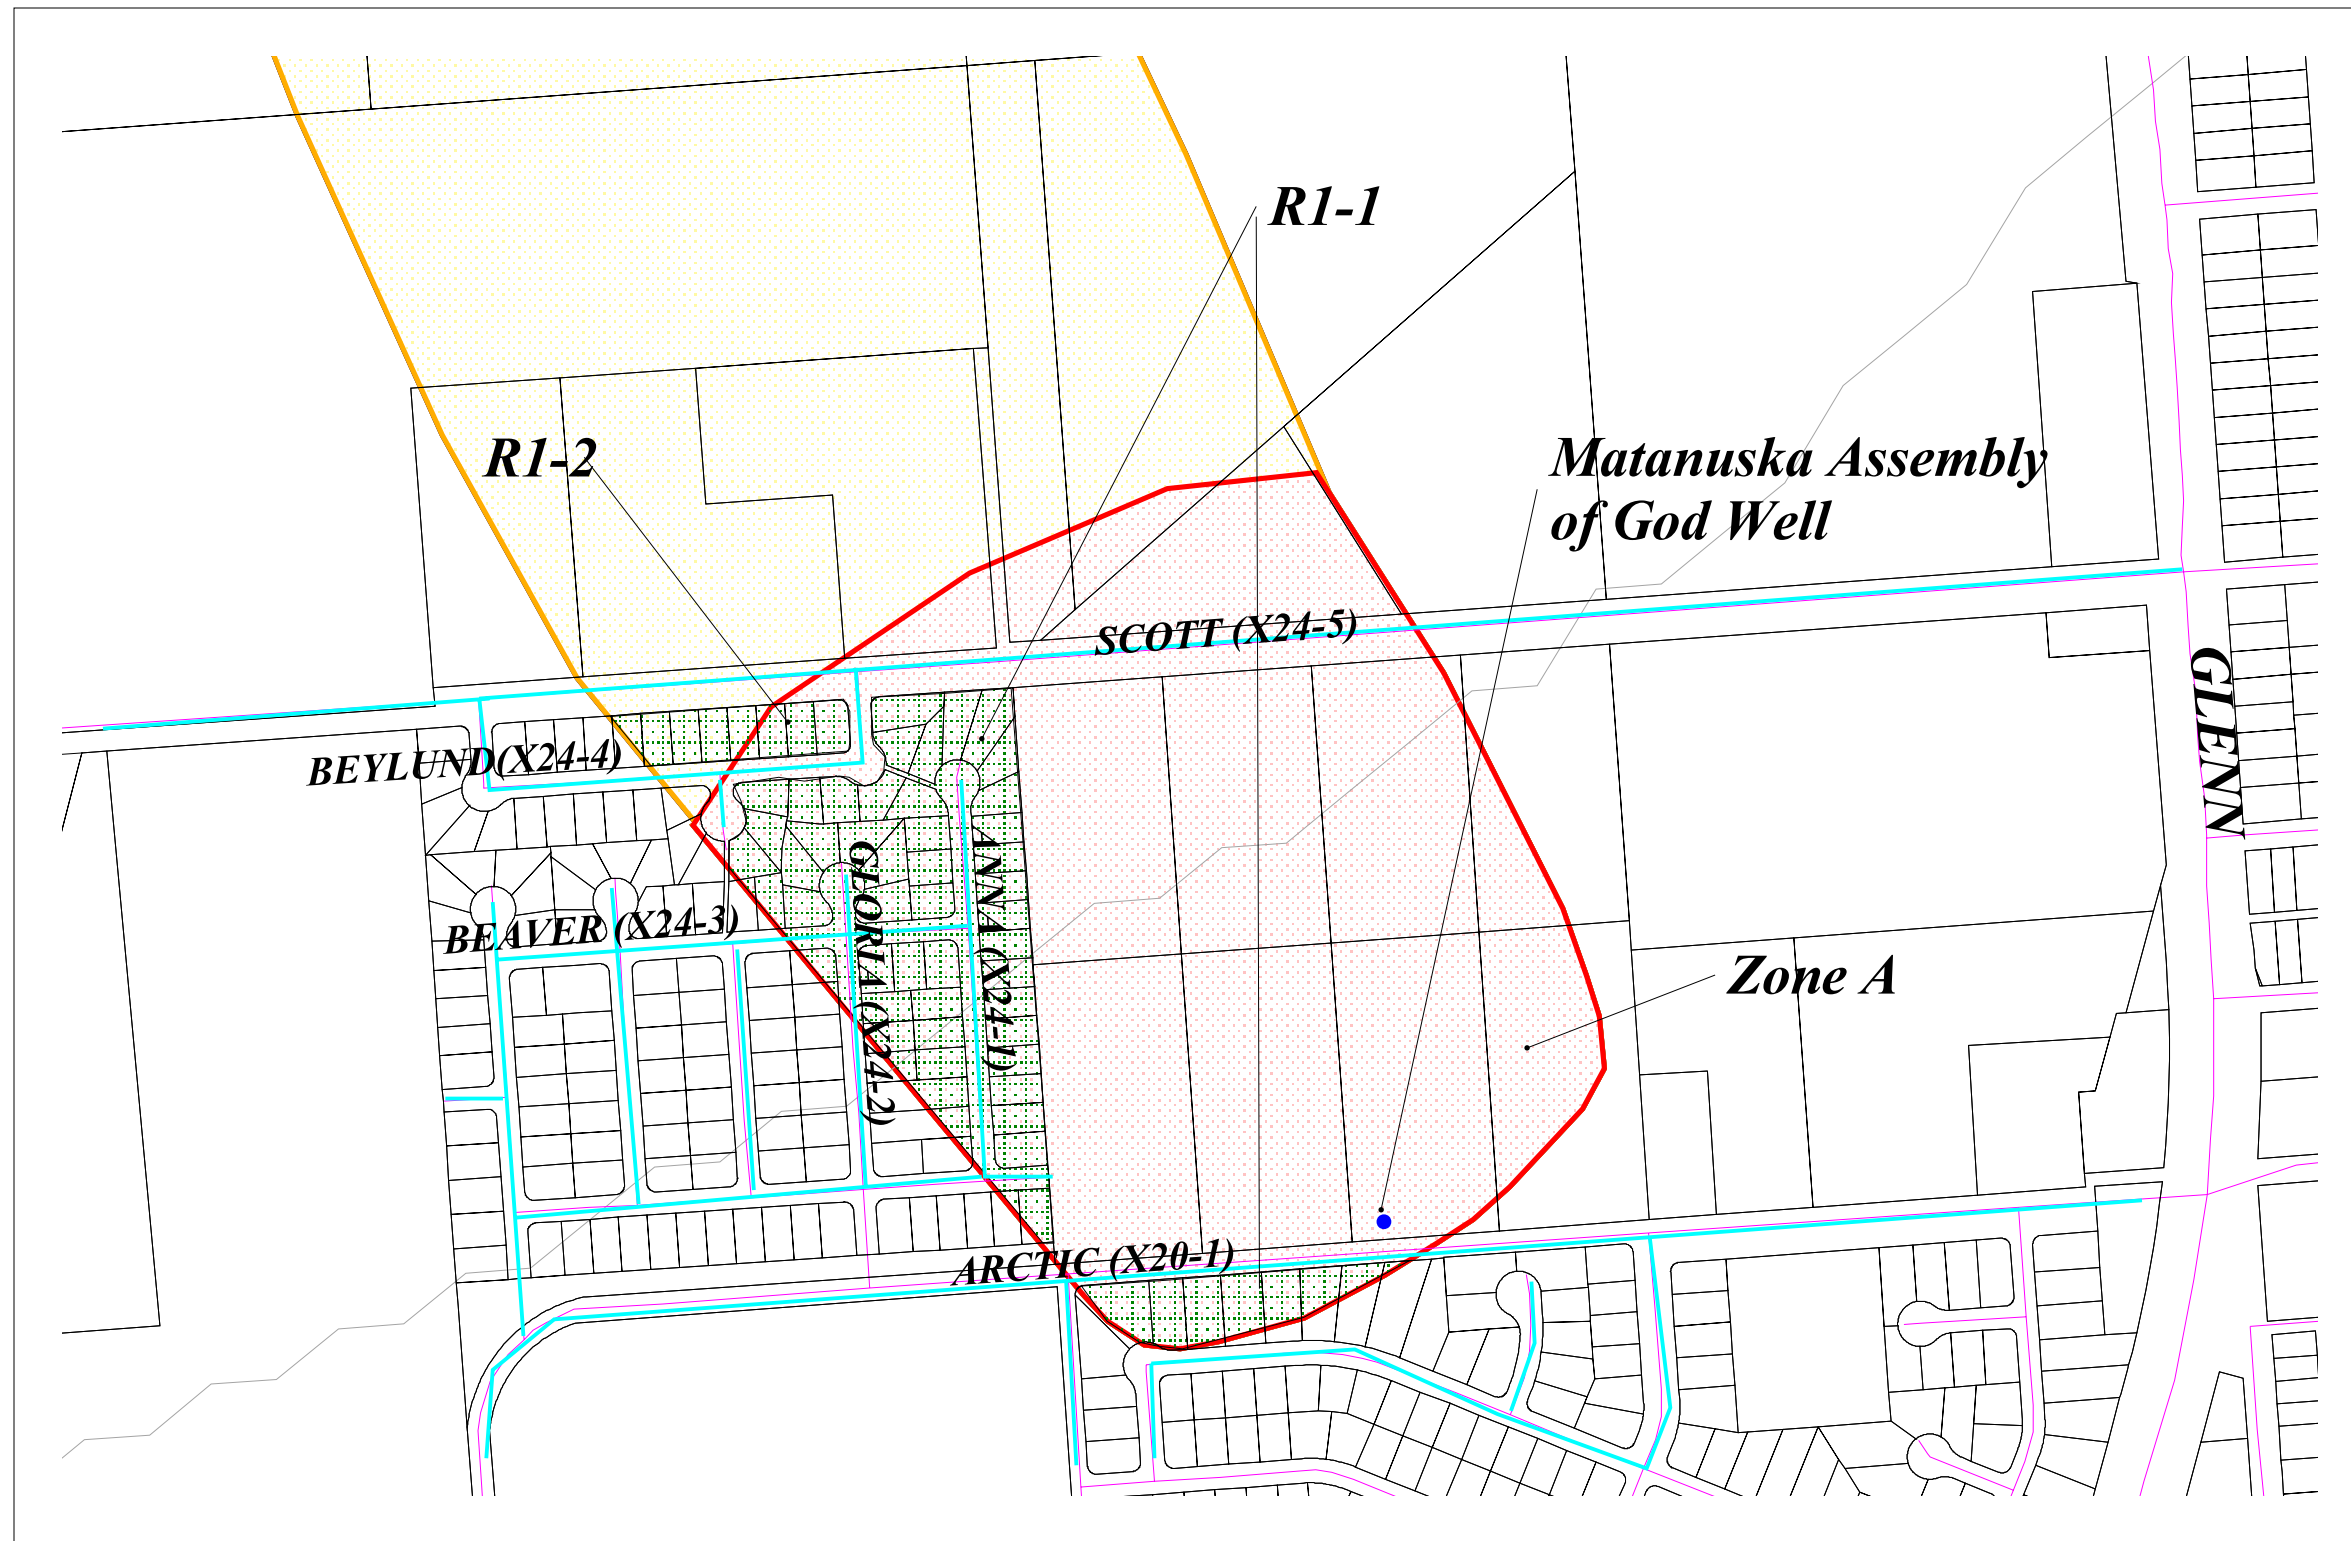 R1-1
R1-2
Matanuska Assembly
of God Well
SCOTT (X24-5)
GLENN
BEYLUND(X24-4)
GLORIA (X24-2)
ANNA (X24-1)
BEAVER (X24-3)
Zone A
ARCTIC (X20-1)